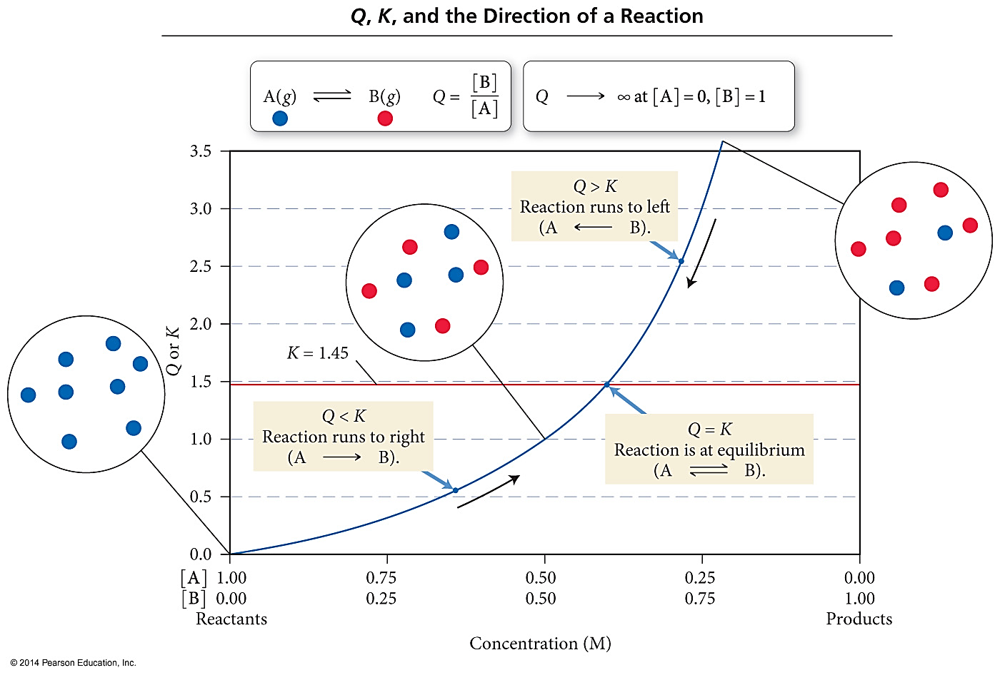 Q, K, and the Direction of a Reaction
A(g) ⇌ B(g) Q = [B]/[A]
Q ⟶ ∞ at [A] = 0, [B] = 1
3.5
3.0
2.5
2.0
1.5
1.0
0.5
0.0
Q or K
Q > K
Reaction runs to left
(A ⟵ B).
K = 1.45
Q < K
Reaction runs to right
(A ⟶ B).
Q = K
Reaction is at equilibrium
(A ⇌ B).
[A] 1.00 0.75 0.50 0.25 0.00
[B] 0.00 0.25 0.50 0.75 1.00
Reactants Products
Concentration (M)
© 2014 Pearson Education, Inc.